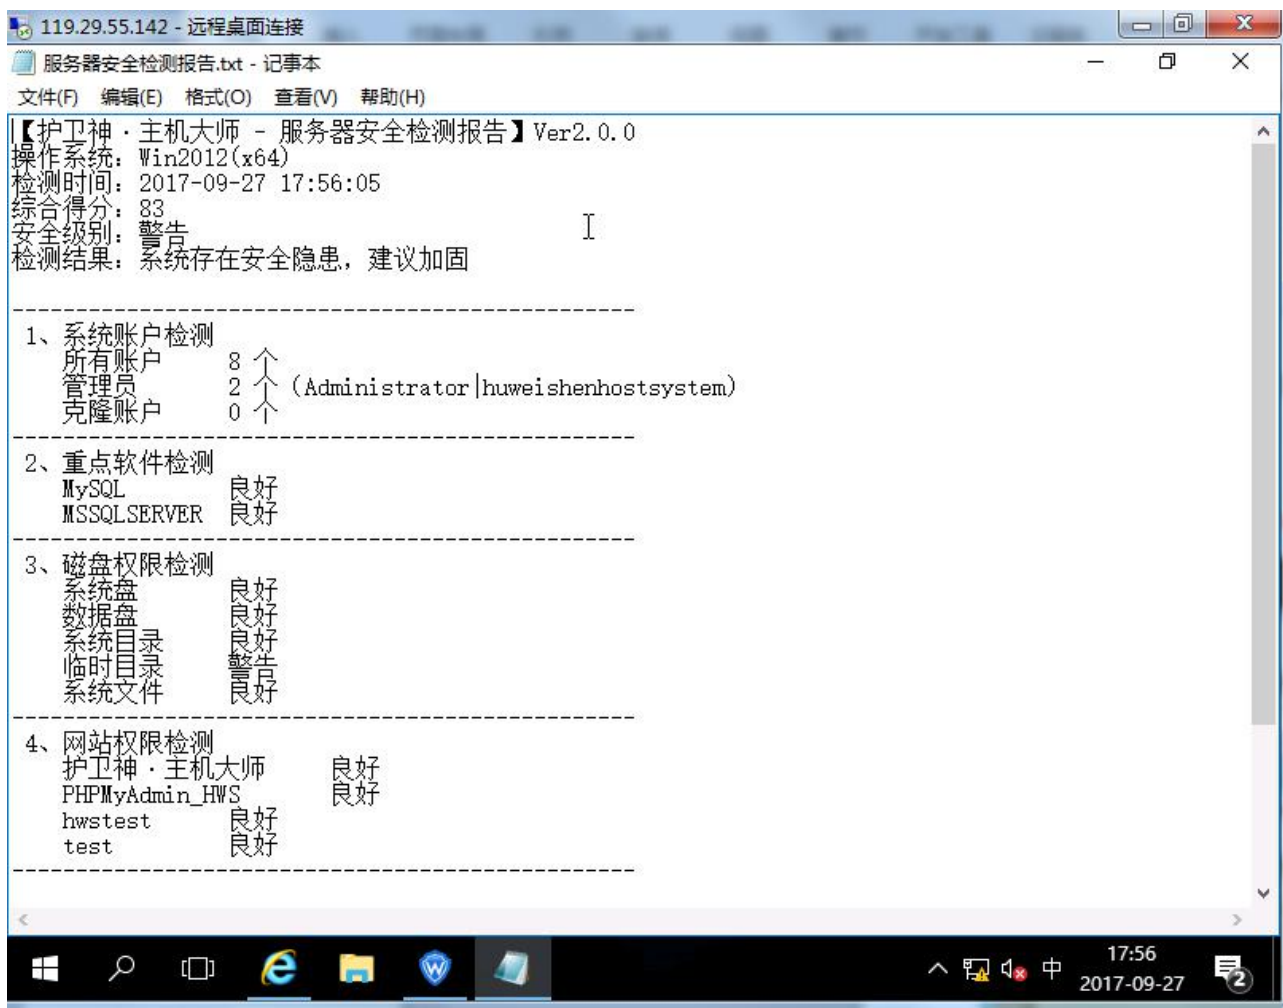 119.29.55.142 - 远程桌面连接
服务器安全检测报告.txt - 记事本
文件(F) 编辑(E) 格式(O) 查看(V) 帮助(H)
【护卫神·主机大师 - 服务器安全检测报告】Ver2.0.0
操作系统: Win2012(x64)
检测时间: 2017-09-27 17:56:05
综合得分: 83
安全级别: 警告
检测结果: 系统存在安全隐患, 建议加固
--------------------------------------------------
1、系统账户检测
所有账户 8 个
管理员 2 个 (Administrator|huweishenhostsystem)
克隆账户 0 个
--------------------------------------------------
2、重点软件检测
MySQL 良好
MSSQLSERVER 良好
--------------------------------------------------
3、磁盘权限检测
系统盘 良好
数据盘 良好
系统目录 良好
临时目录 警告
系统文件 良好
--------------------------------------------------
4、网站权限检测
护卫神·主机大师 良好
PHPMyAdmin_HWS 良好
hwstest 良好
test 良好
--------------------------------------------------
中
17:56
2017-09-27
2